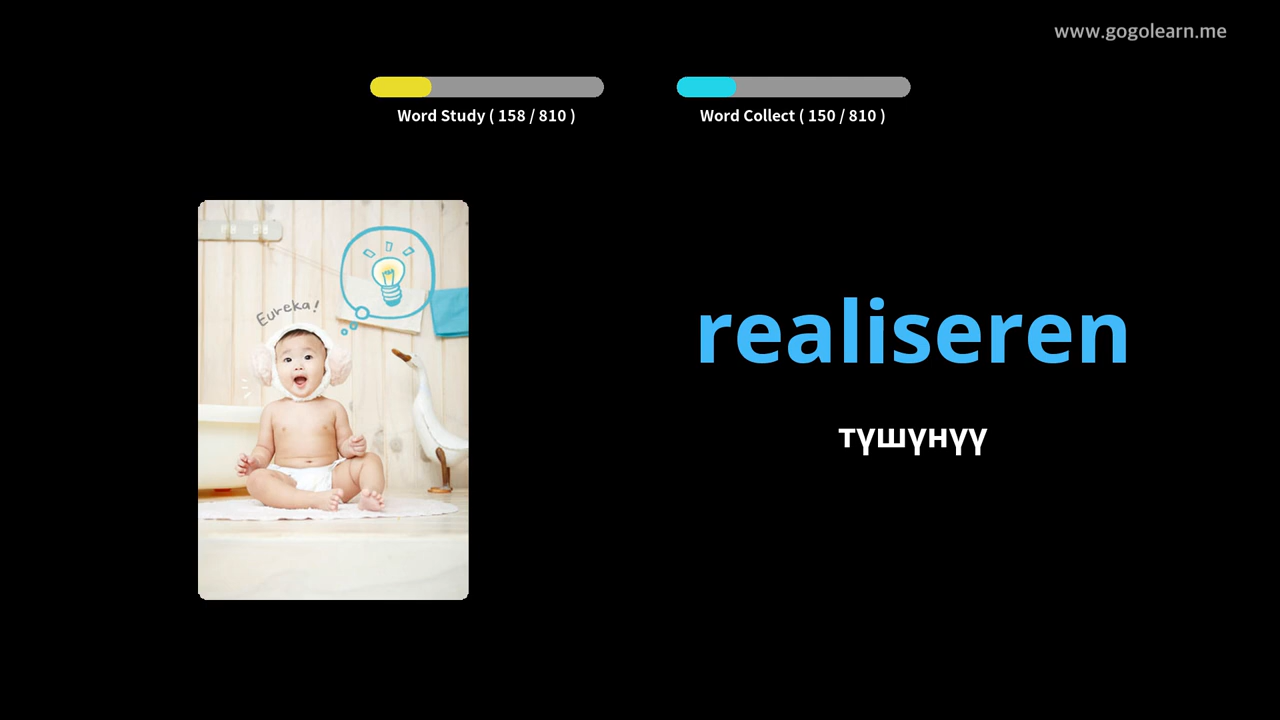 www.gogolearn.me
Word Study ( 158 / 810 )
Word Collect ( 150 / 810 )
Eureka!
realiseren
түшүнүү